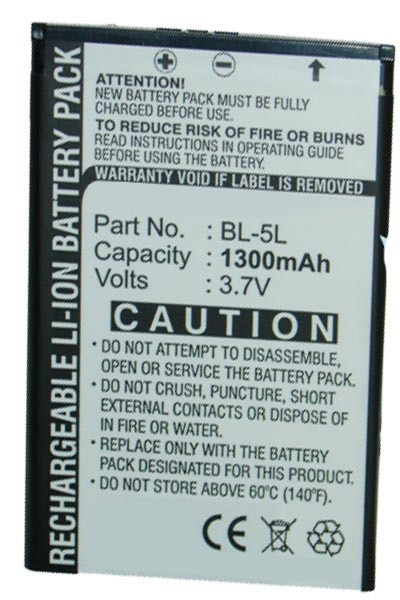 RECHARGEABLE LI-ION BATTERY PACK
ATTENTION!
NEW BATTERY PACK MUST BE FULLY
CHARGED BEFORE USE
TO REDUCE RISK OF FIRE OR BURNS
READ INSTRUCTIONS IN OPERATING GUIDE
BEFORE USING BATTERY PACK.
WARRANTY VOID IF LABEL IS REMOVED
Part No. : BL-5L
Capacity : 1300mAh
Volts : 3.7V
CAUTION
• DO NOT ATTEMPT TO DISASSEMBLE,
OPEN OR SERVICE THE BATTERY PACK.
• DO NOT CRUSH, PUNCTURE, SHORT
EXTERNAL CONTACTS OR DISPOSE OF
IN FIRE OR WATER.
• REPLACE ONLY WITH THE BATTERY
PACK DESIGNATED FOR THIS DEVICE.
• DO NOT STORE ABOVE 60°C (140°F).
CE